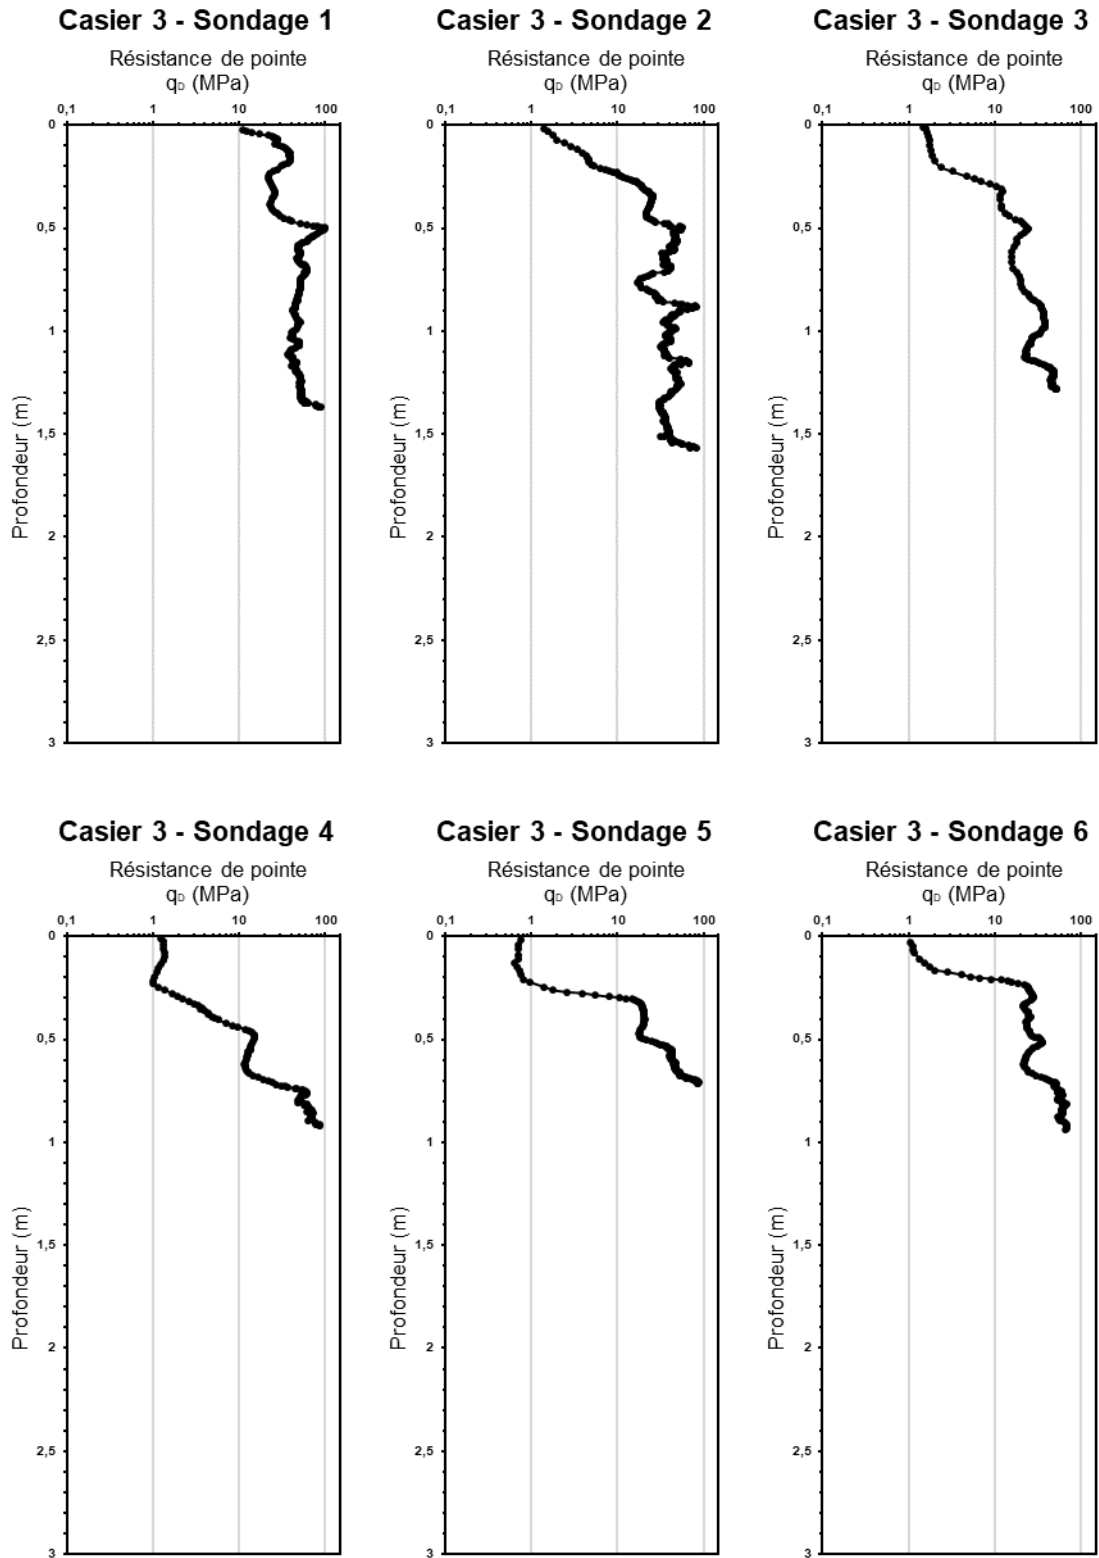 Casier 3 - Sondage 1
Résistance de pointe
qD (MPa)
0,1 1 10 100
0
0,5
1
1,5
2
2,5
3
Profondeur (m)
Casier 3 - Sondage 2
Résistance de pointe
qD (MPa)
0,1 1 10 100
0
0,5
1
1,5
2
2,5
3
Profondeur (m)
Casier 3 - Sondage 3
Résistance de pointe
qD (MPa)
0,1 1 10 100
0
0,5
1
1,5
2
2,5
3
Profondeur (m)
Casier 3 - Sondage 4
Résistance de pointe
qD (MPa)
0,1 1 10 100
0
0,5
1
1,5
2
2,5
3
Profondeur (m)
Casier 3 - Sondage 5
Résistance de pointe
qD (MPa)
0,1 1 10 100
0
0,5
1
1,5
2
2,5
3
Profondeur (m)
Casier 3 - Sondage 6
Résistance de pointe
qD (MPa)
0,1 1 10 100
0
0,5
1
1,5
2
2,5
3
Profondeur (m)